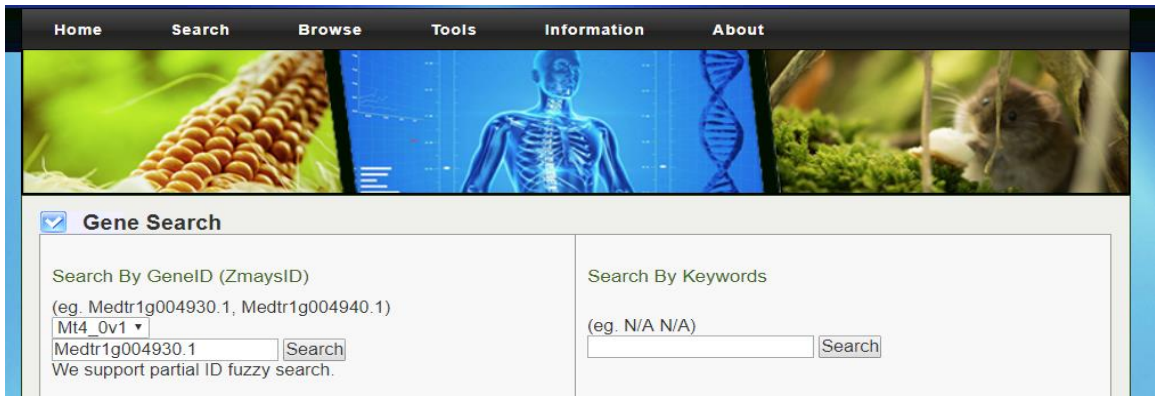 Home Search Browse Tools Information About
Gene Search
Search By GeneID (ZmaysID)
(eg. Medtr1g004930.1, Medtr1g004940.1)
Mt4_0v1
Medtr1g004930.1 Search
We support partial ID fuzzy search.
Search By Keywords
(eg. N/A N/A)
Search